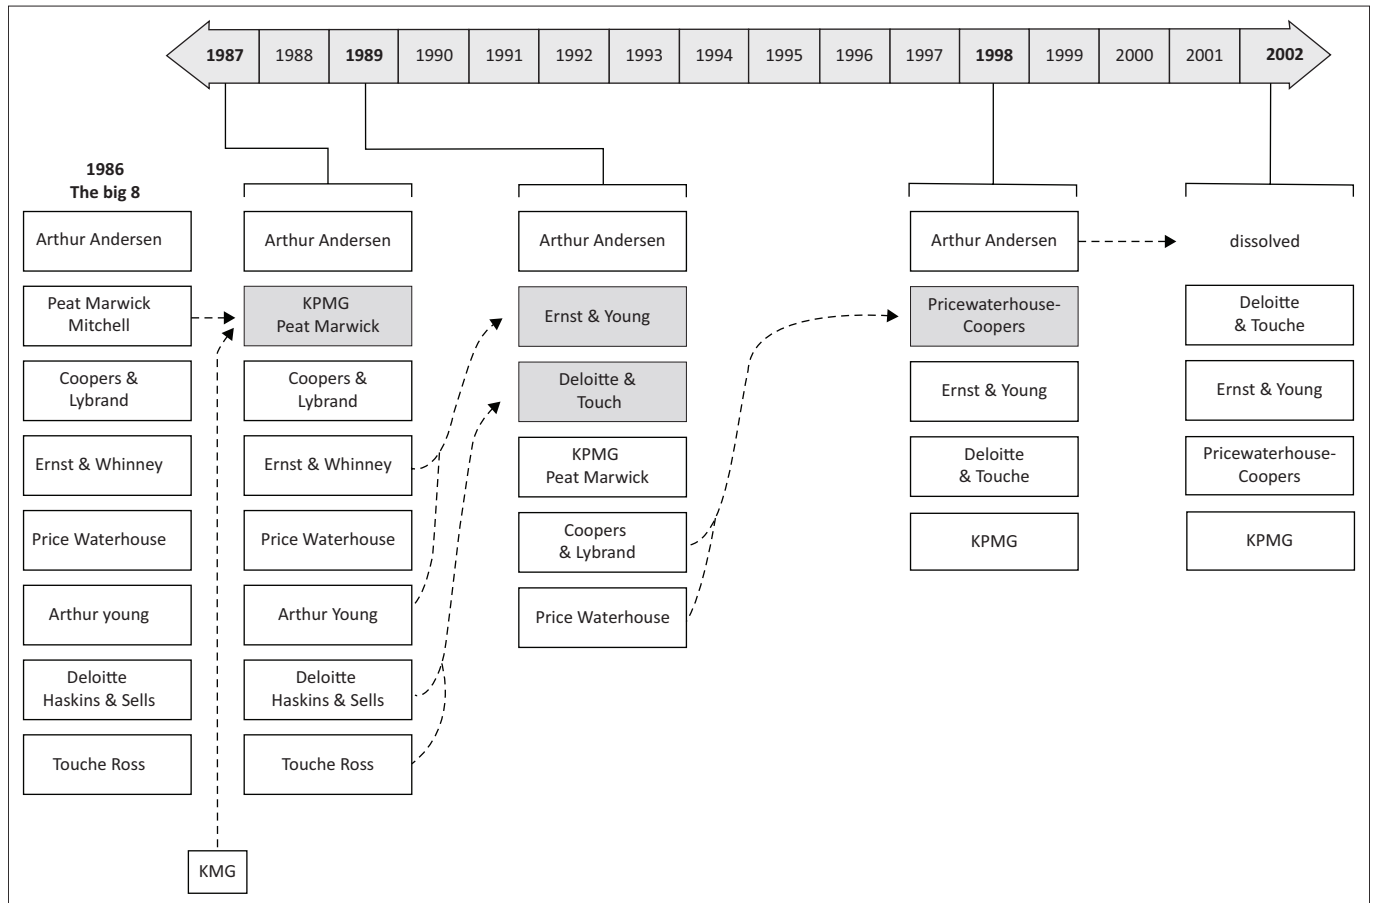 1987 1988 1989 1990 1991 1992 1993 1994 1995 1996 1997 1998 1999 2000 2001 2002
1986
The big 8
Arthur Andersen
Peat Marwick
Mitchell
Coopers &
Lybrand
Ernst & Whinney
Price Waterhouse
Arthur young
Deloitte
Haskins & Sells
Touche Ross
KMG
Arthur Andersen
KPMG
Peat Marwick
Coopers &
Lybrand
Ernst & Whinney
Price Waterhouse
Arthur Young
Deloitte
Haskins & Sells
Touche Ross
Arthur Andersen
Ernst & Young
Deloitte &
Touch
KPMG
Peat Marwick
Coopers
& Lybrand
Price Waterhouse
Arthur Andersen
Pricewaterhouse-
Coopers
Ernst & Young
Deloitte
& Touche
KPMG
dissolved
Deloitte
& Touche
Ernst & Young
Pricewaterhouse-
Coopers
KPMG